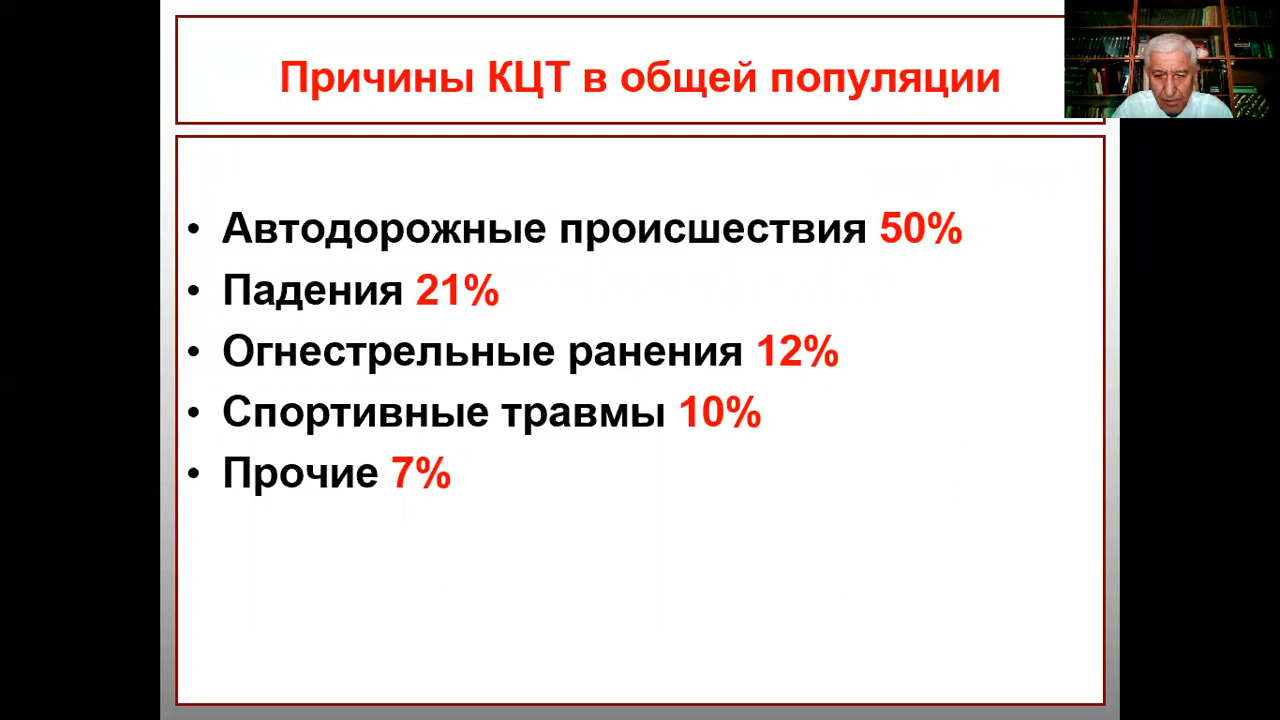 Причины КЦТ в общей популяции
• Автодорожные происшествия 50%
• Падения 21%
• Огнестрельные ранения 12%
• Спортивные травмы 10%
• Прочие 7%